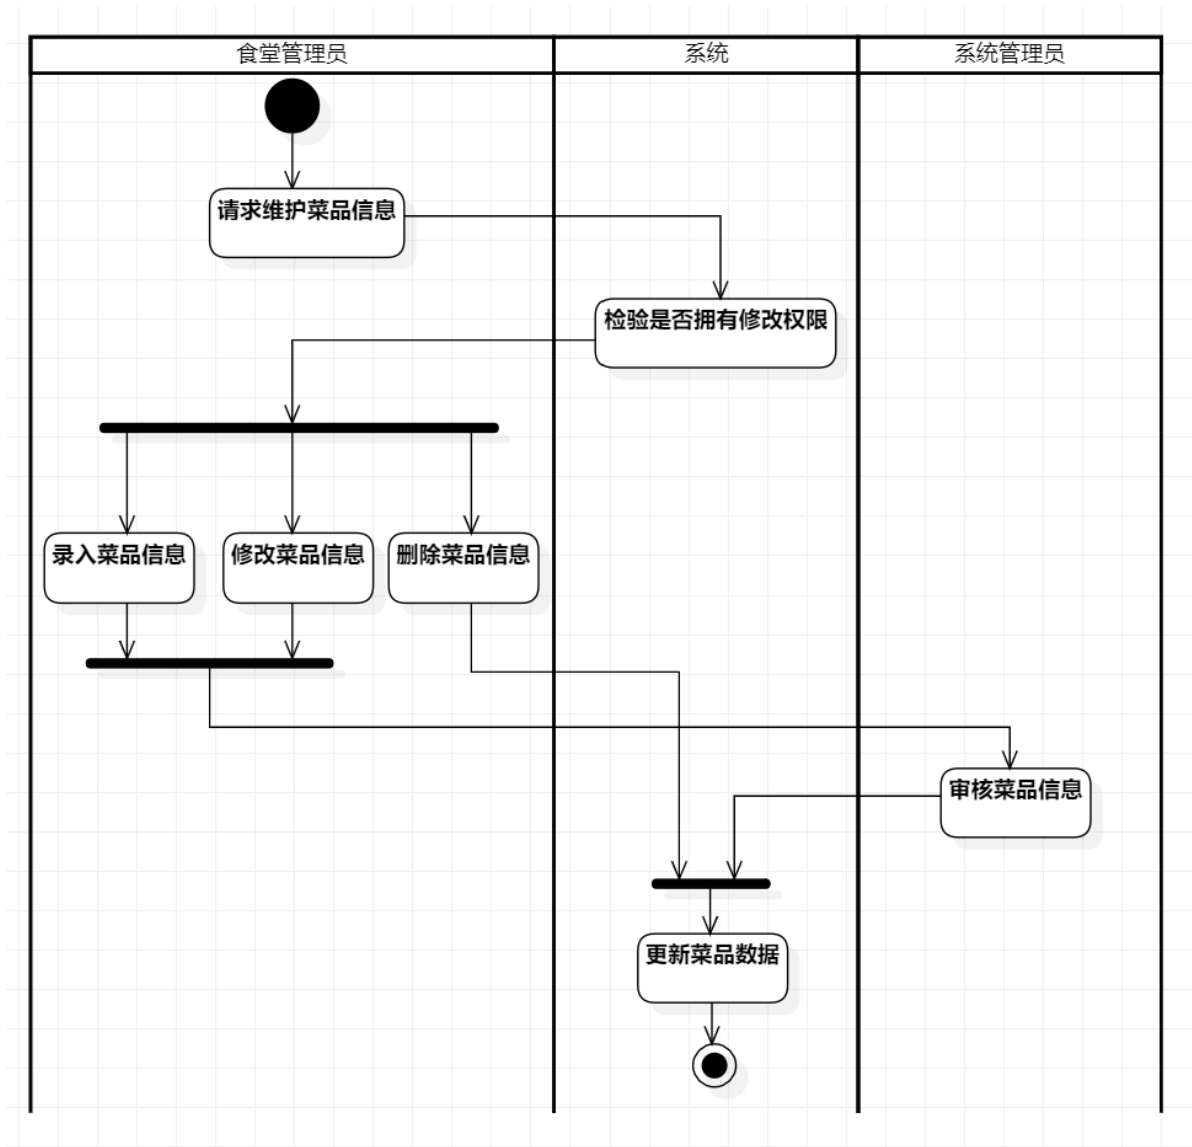 食堂管理员
系统
系统管理员
请求维护菜品信息
检验是否拥有修改权限
录入菜品信息
修改菜品信息
删除菜品信息
审核菜品信息
更新菜品数据